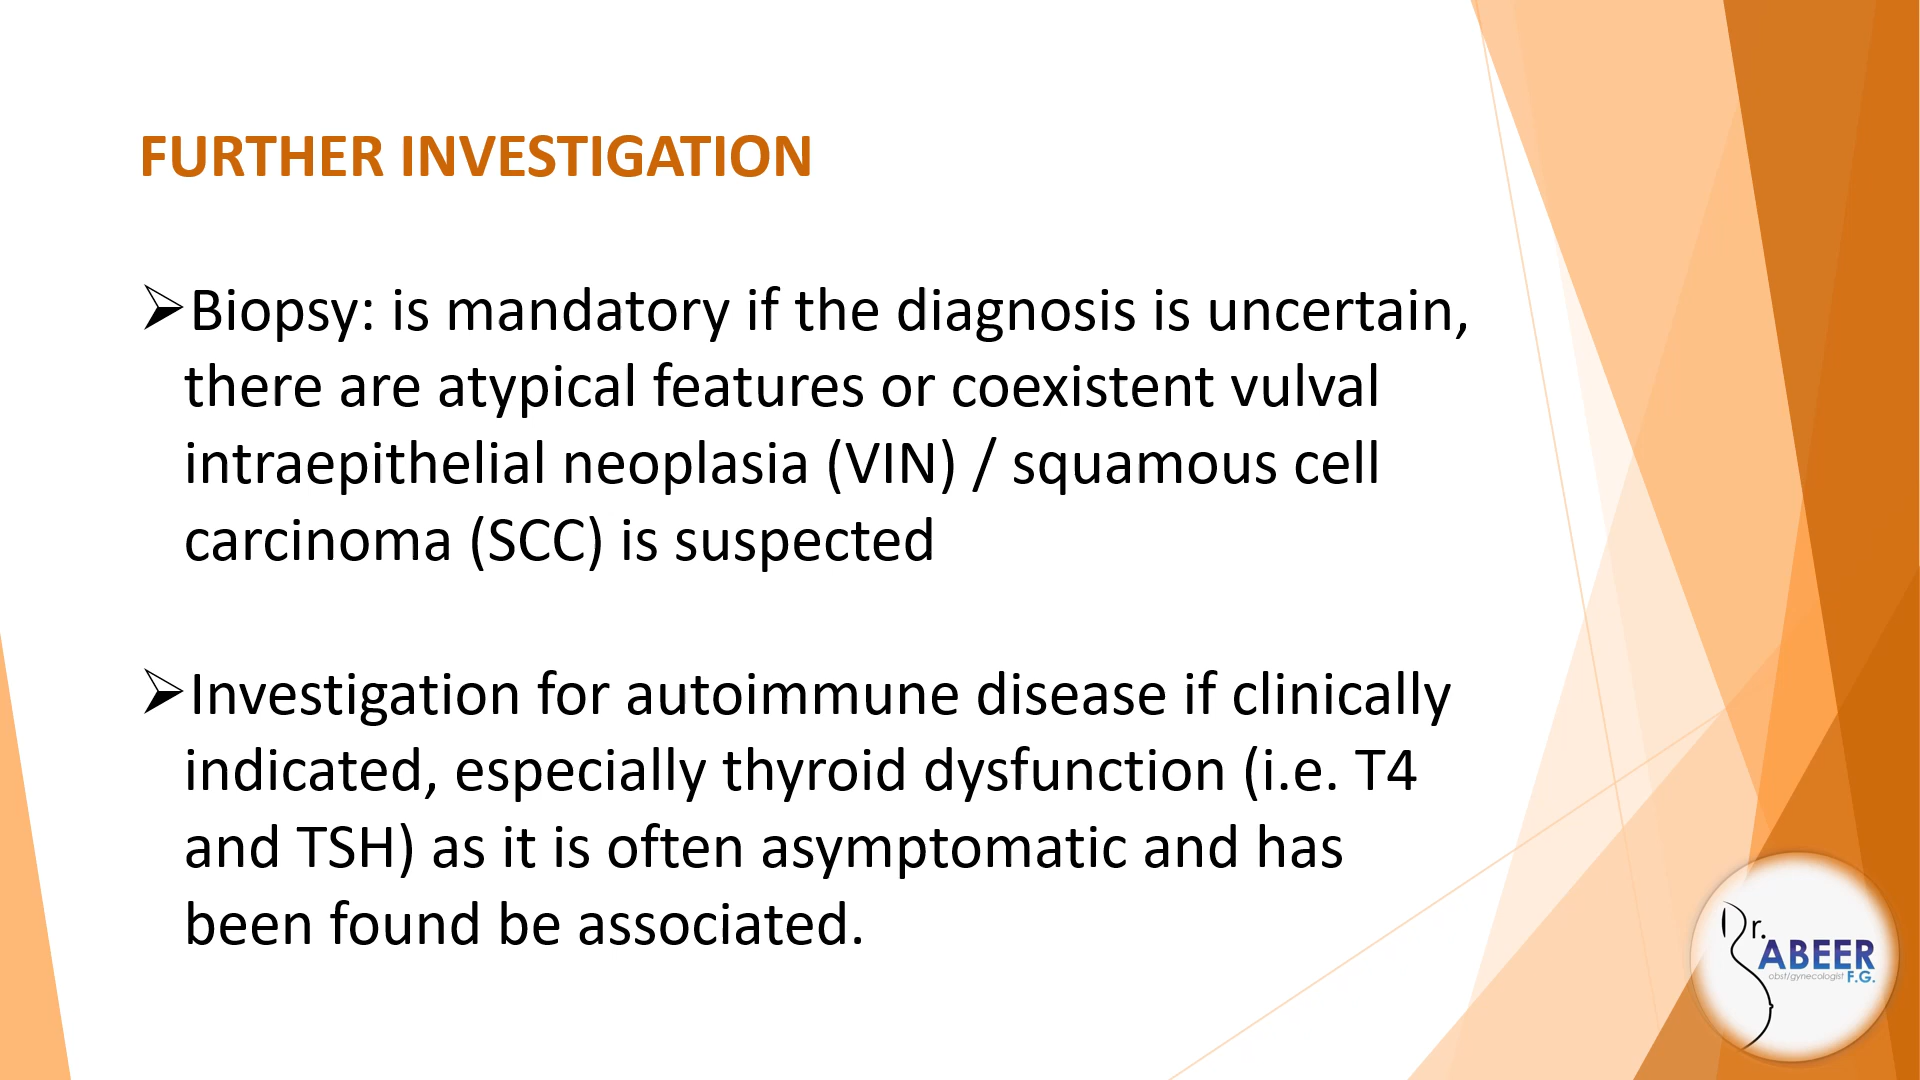 FURTHER INVESTIGATION
➢Biopsy: is mandatory if the diagnosis is uncertain,
there are atypical features or coexistent vulval
intraepithelial neoplasia (VIN) / squamous cell
carcinoma (SCC) is suspected
➢Investigation for autoimmune disease if clinically
indicated, especially thyroid dysfunction (i.e. T4
and TSH) as it is often asymptomatic and has
been found be associated.
Dr.
ABEER
obst/gynecologist F.G.